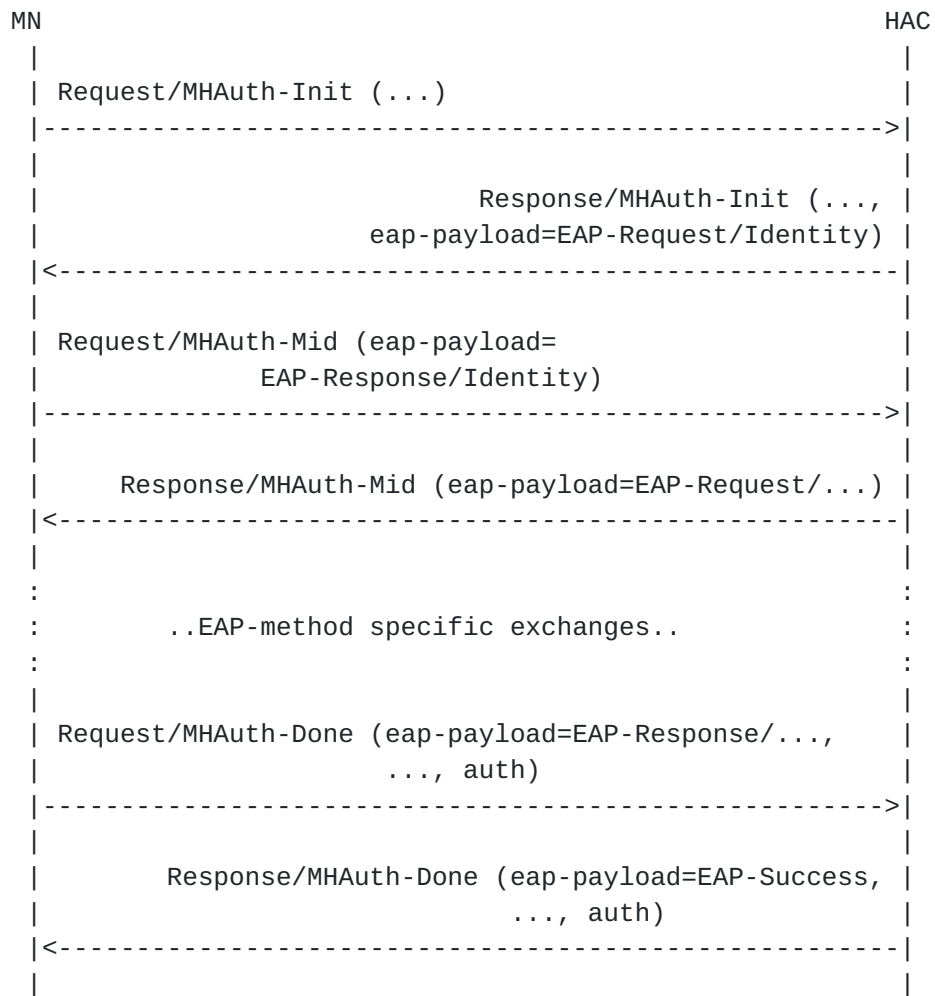 MN HAC
| |
| Request/MHAuth-Init (...) |
|------------------------------------------------------>|
| |
| Response/MHAuth-Init (..., |
| eap-payload=EAP-Request/Identity) |
|<------------------------------------------------------|
| |
| Request/MHAuth-Mid (eap-payload= |
| EAP-Response/Identity) |
|------------------------------------------------------>|
| |
| Response/MHAuth-Mid (eap-payload=EAP-Request/...) |
|<------------------------------------------------------|
| |
: :
: ..EAP-method specific exchanges.. :
: :
| |
| Request/MHAuth-Done (eap-payload=EAP-Response/..., |
| ..., auth) |
|------------------------------------------------------>|
| |
| Response/MHAuth-Done (eap-payload=EAP-Success, |
| ..., auth) |
|<------------------------------------------------------|
| |